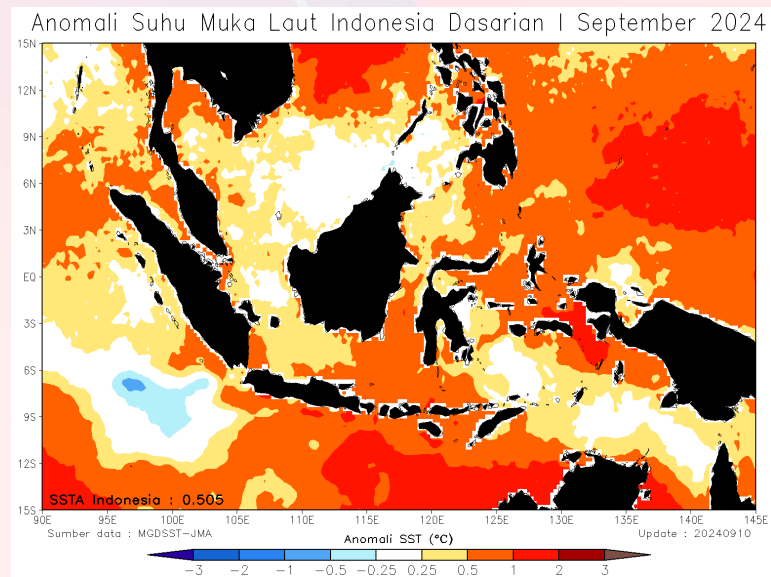 Anomali Suhu Muka Laut Indonesia Dasarian I September 2024
15N
12N
9N
6N
3N
EQ
3S
6S
9S
12S
15S
SSTA Indonesia : 0.505
90E 95E 100E 105E 110E 115E 120E 125E 130E 135E 140E 145E
Sumber data : MGDSST-JMA
Anomali SST (°C)
Update : 20240910
-3 -2 -1 -0.5 -0.25 0.25 0.5 1 2 3